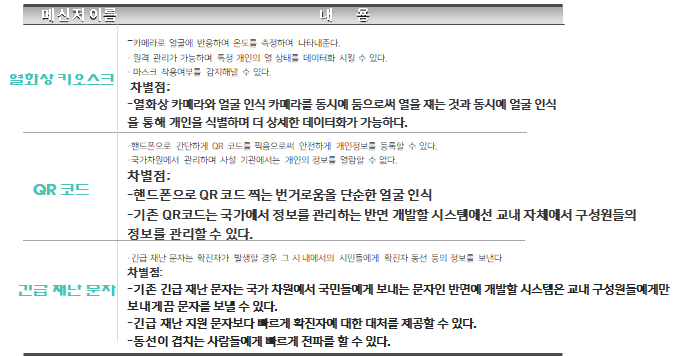 메신저 이름 내 용
열화상 키오스크
-카메라로 얼굴에 반응하여 온도를 측정하여 나타내준다.
· 원격 관리가 가능하며 특정 개인의 열 상태를 데이터화 시킬 수 있다.
· 마스크 착용여부를 감지해낼 수 있다.
차별점:
-열화상 카메라와 얼굴 인식 카메라를 동시에 둠으로써 열을 재는 것과 동시에 얼굴 인식
을 통해 개인을 식별하며 더 상세한 데이터화가 가능하다.
QR 코드
·핸드폰으로 간단하게 QR 코드를 찍음으로써 안전하게 개인정보를 등록할 수 있다.
·국가차원에서 관리하며 사설 기관에서는 개인의 정보를 열람할 수 없다.
차별점:
-핸드폰으로 QR 코드 찍는 번거로움을 단순한 얼굴 인식
-기존 QR코드는 국가에서 정보를 관리하는 반면 개발할 시스템에선 교내 자체에서 구성원들의
정보를 관리할 수 있다.
긴급 재난 문자
·긴급 재난 문자는 확진자가 발생할 경우 그 시내에서의 시민들에게 확진자 동선 등의 정보를 보낸다
차별점:
-기존 긴급 재난 문자는 국가 차원에서 국민들에게 보내는 문자인 반면에 개발할 시스템은 교내 구성원들에게만
보내게끔 문자를 보낼 수 있다.
-긴급 재난 지원 문자보다 빠르게 확진자에 대한 대처를 제공할 수 있다.
-동선이 겹치는 사람들에게 빠르게 전파를 할 수 있다.